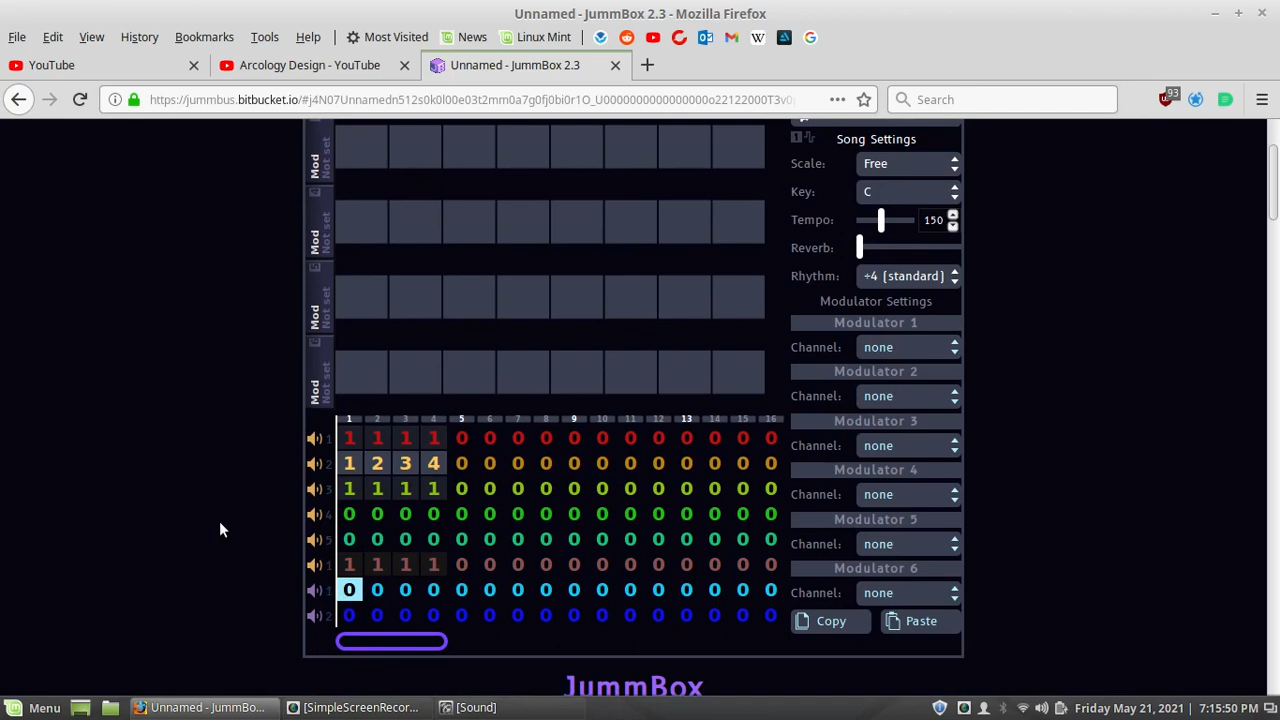 Unnamed - JummBox 2.3 - Mozilla Firefox
File Edit View History Bookmarks Tools Help Most Visited News Linux Mint
YouTube Arcology Design - YouTube Unnamed - JummBox 2.3
https://jummbus.bitbucket.io/#j4N07Unnamedn512s0k0l00e03t2mm0a7g0fj0bi0r1O_U0000000000000o22122000T3v0 Search 93
Song Settings
Mod Not set
Scale: Free
Key: C
Mod Not set
Tempo: 150
Reverb:
Rhythm: ÷4 [standard]
Mod Not set
Modulator Settings
Modulator 1
Channel: none
Mod Not set
Modulator 2
Channel: none
Modulator 3
Channel: none
Modulator 4
Channel: none
Modulator 5
Channel: none
Modulator 6
Channel: none
Copy Paste
1 2 3 4 5 6 7 8 9 10 11 12 13 14 15 16
1 1 1 1 1 0 0 0 0 0 0 0 0 0 0 0 0
2 1 2 3 4 0 0 0 0 0 0 0 0 0 0 0 0
3 1 1 1 1 0 0 0 0 0 0 0 0 0 0 0 0
4 0 0 0 0 0 0 0 0 0 0 0 0 0 0 0 0
5 0 0 0 0 0 0 0 0 0 0 0 0 0 0 0 0
1 1 1 1 1 0 0 0 0 0 0 0 0 0 0 0 0
1 0 0 0 0 0 0 0 0 0 0 0 0 0 0 0 0
2 0 0 0 0 0 0 0 0 0 0 0 0 0 0 0 0
JummBox
Menu Unnamed - JummBo... [SimpleScreenRecor... [Sound] Friday May 21, 2021 7:15:50 PM